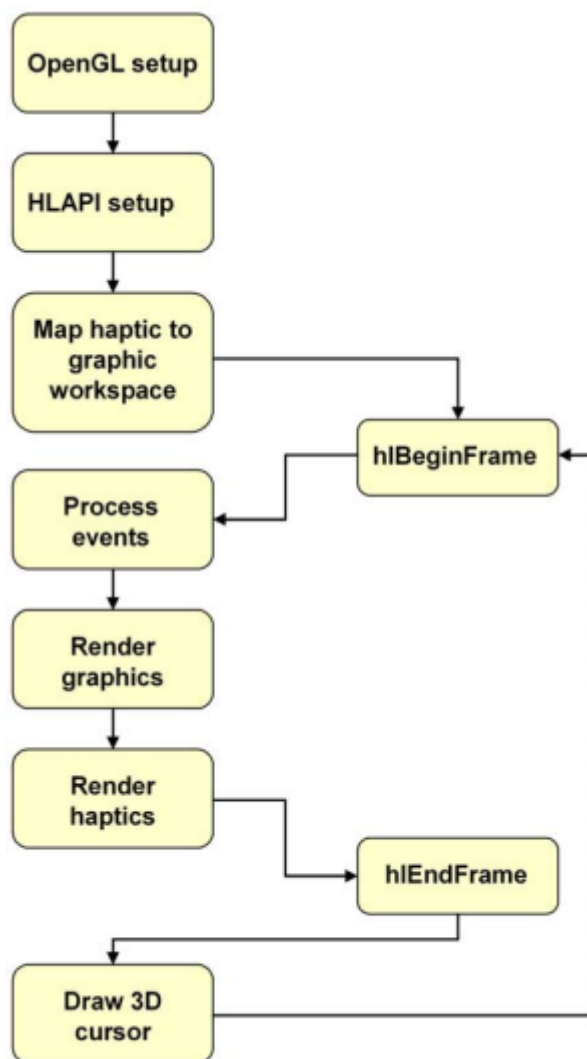 OpenGL setup
HLAPI setup
Map haptic to
graphic
workspace
hlBeginFrame
Process
events
Render
graphics
Render
haptics
hlEndFrame
Draw 3D
cursor